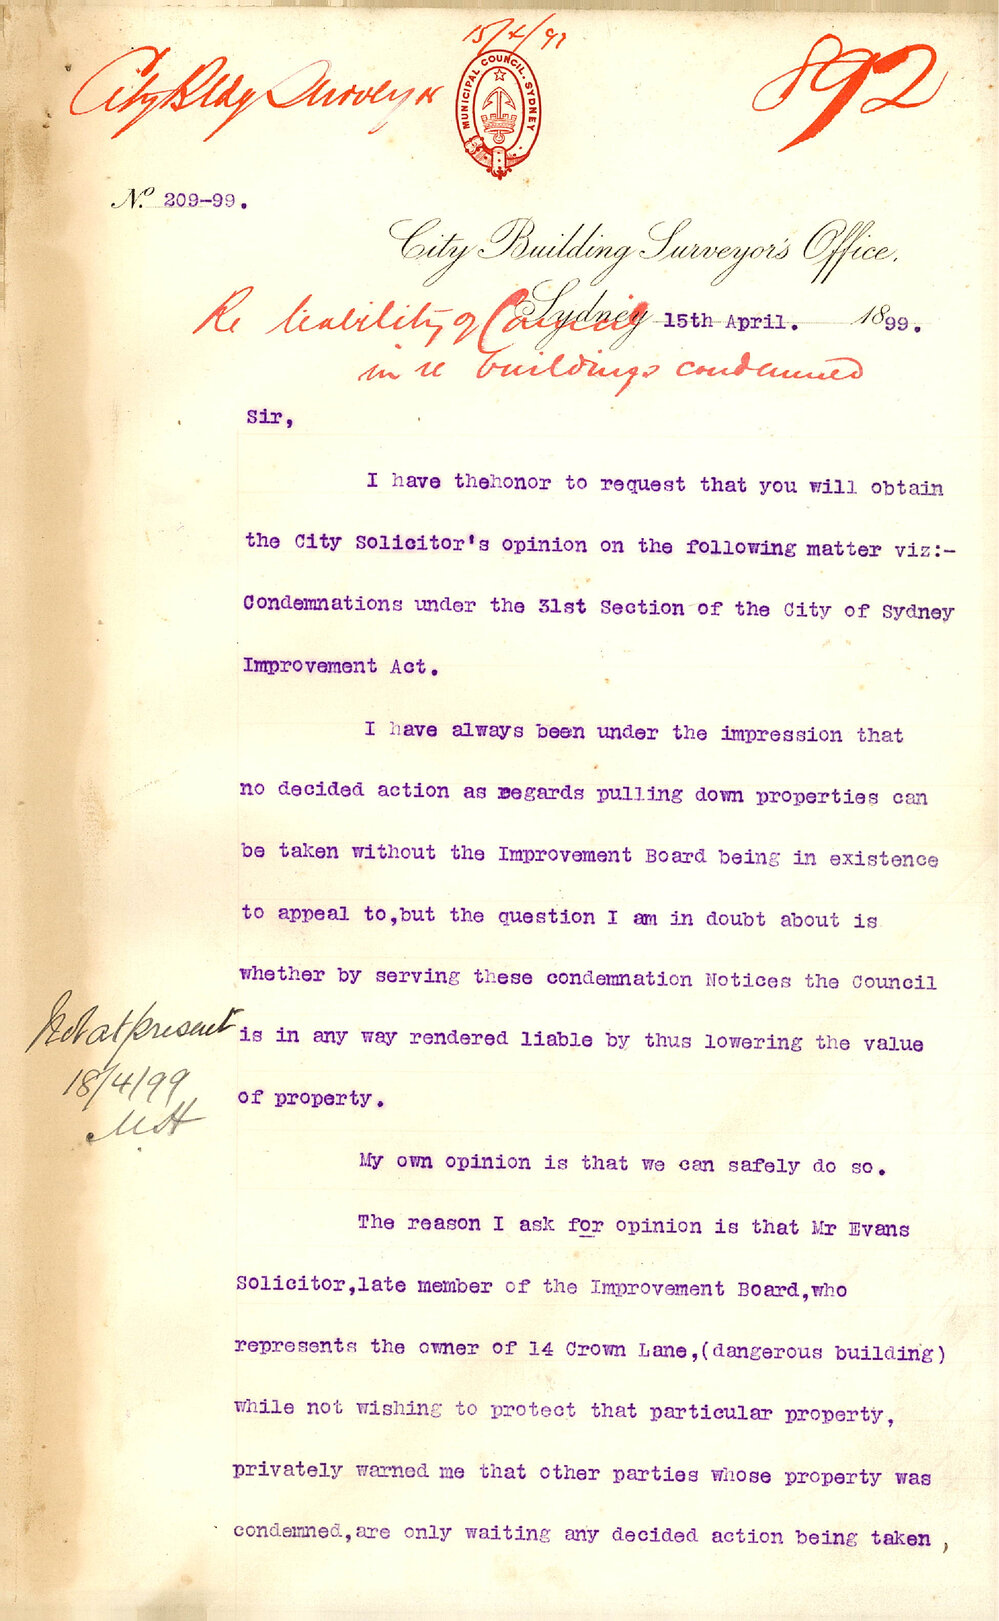 15/4/99
City Bldg Surveyor
MUNICIPAL COUNCIL. SYDNEY
892
No. 209-99.
City Building Surveyor's Office.
Sydney 15th April. 1899.
Re liability of Council
in re buildings condemned
Sir,
I have thehonor to request that you will obtain
the City Solicitor's opinion on the following matter viz:-
Condemnations under the 31st Section of the City of Sydney
Improvement Act.
I have always been under the impression that
no decided action as regards pulling down properties can
be taken without the Improvement Board being in existence
to appeal to,but the question I am in doubt about is
whether by serving these condemnation Notices the Council
is in any way rendered liable by thus lowering the value
of property.
Not at present
18/4/99
My own opinion is that we can safely do so.
The reason I ask for opinion is that Mr Evans
Solicitor,late member of the Improvement Board,who
represents the owner of 14 Crown Lane,(dangerous building)
while not wishing to protect that particular property,
privately warned me that other parties whose property was
condemned,are only waiting any decided action being taken,